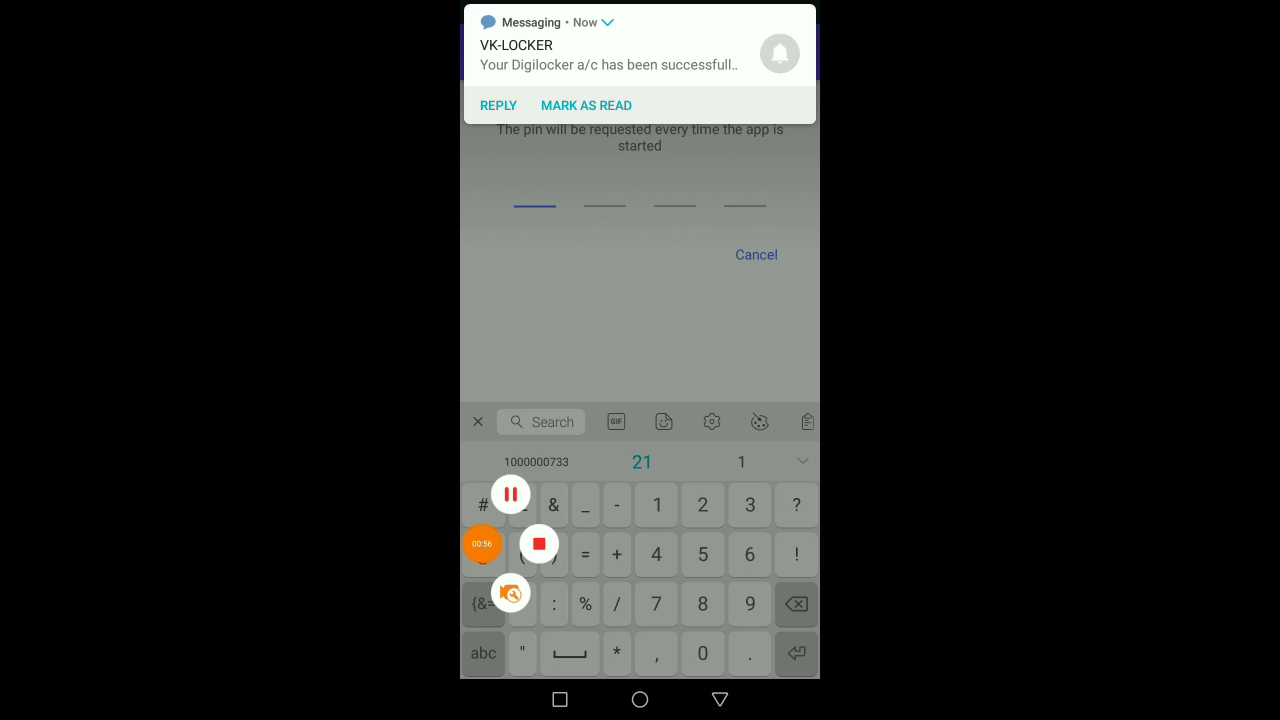 Messaging • Now
VK-LOCKER
Your Digilocker a/c has been successfull..
REPLY MARK AS READ
The pin will be requested every time the app is
started
Cancel
Search GIF
1000000733 21 1
# & _ - 1 2 3 ?
00:56 ( ) = + 4 5 6 !
{&= : % / 7 8 9
abc " * , 0 .